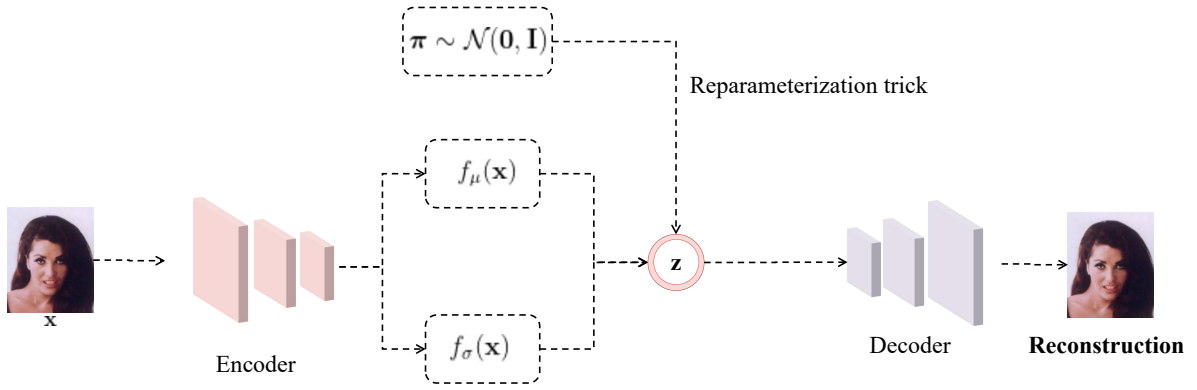 π ∼ N(0, I)
Reparameterization trick
f_μ(x)
x
z
f_σ(x)
Encoder
Decoder
Reconstruction